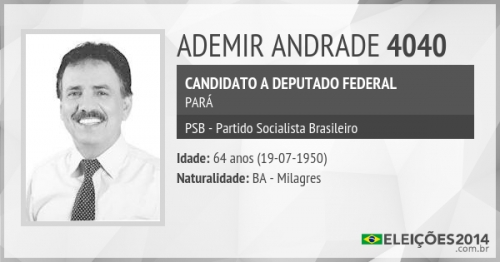 ADEMIR ANDRADE 4040
CANDIDATO A DEPUTADO FEDERAL
PARÁ
PSB - Partido Socialista Brasileiro
Idade: 64 anos (19-07-1950)
Naturalidade: BA - Milagres
ELEIÇÕES2014
.com.br